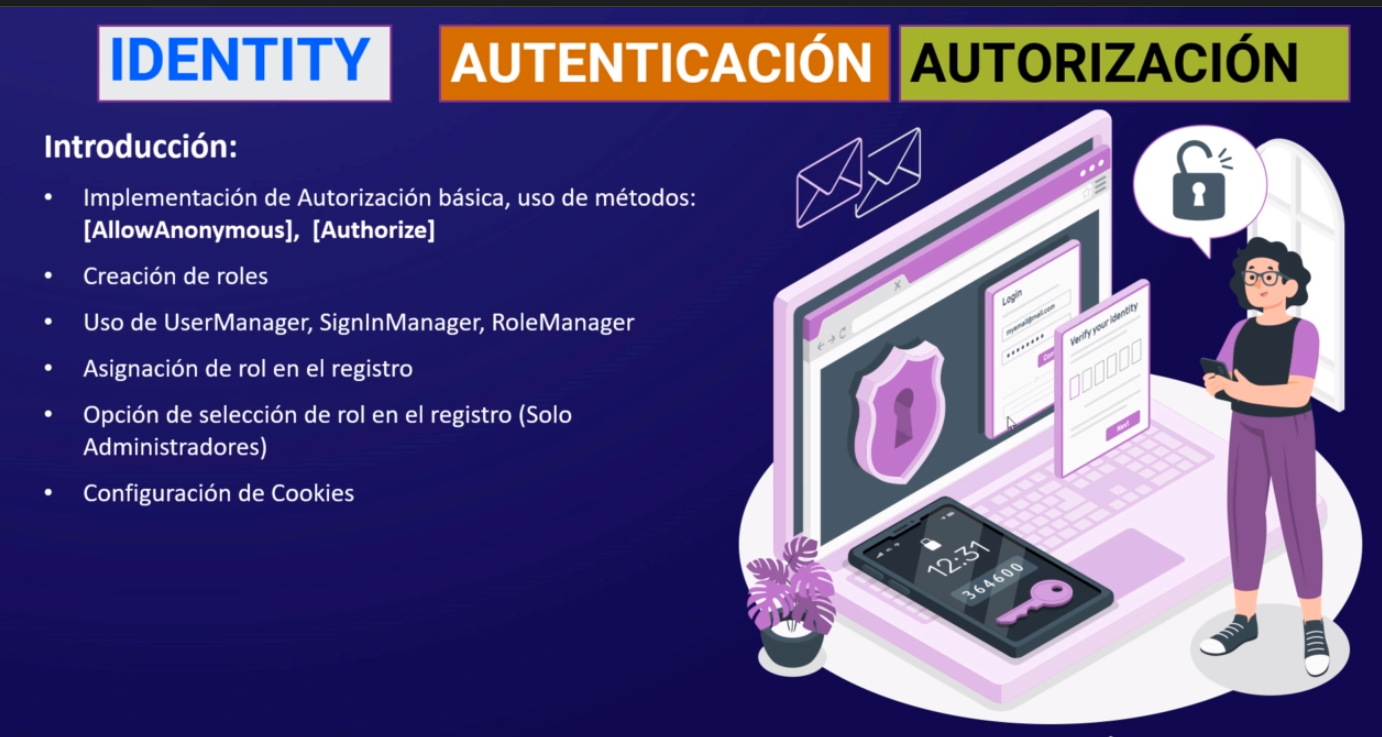 IDENTITY
AUTENTICACIÓN
AUTORIZACIÓN
Introducción:
• Implementación de Autorización básica, uso de métodos:
[AllowAnonymous], [Authorize]
• Creación de roles
• Uso de UserManager, SignInManager, RoleManager
• Asignación de rol en el registro
• Opción de selección de rol en el registro (Solo
Administradores)
• Configuración de Cookies
Login
myemail@mail.com
Verify your identity
Next
12:31
364600